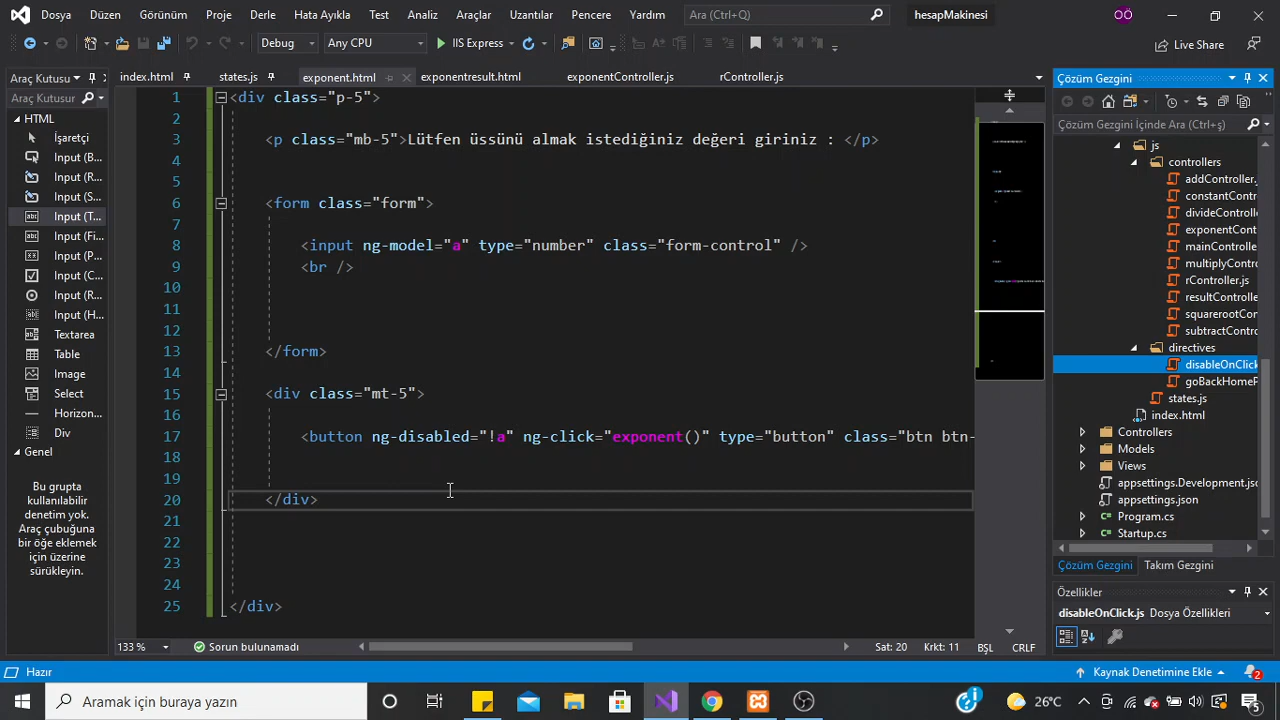 Dosya Düzenle Görünüm Git Proje Derle Hata Ayıkla Test Analiz Araçlar Uzantılar Pencere Yardım Ara (Ctrl+Q) hesapMakinesi OÖ
Debug Any CPU IIS Express Live Share
Araç Kutusu
Araç Kutusur
HTML
İşaretçi
Input (B...
Input (R...
Input (S...
Input (T...
Input (Fi...
Input (P...
Input (C...
Input (R...
Input (H...
Textarea
Table
Image
Select
Horizon...
Div
Genel
Bu grupta
kullanılabilir
denetim yok.
Araç çubuğuna
bir öğe eklemek
için üzerine
sürükleyin.
index.html states.js exponent.html exponentresult.html exponentController.js rController.js
1 <div class="p-5">
2
3 <p class="mb-5">Lütfen üssünü almak istediğiniz değeri giriniz : </p>
4
5
6 <form class="form">
7
8 <input ng-model="a" type="number" class="form-control" />
9 <br />
10
11
12
13 </form>
14
15 <div class="mt-5">
16
17 <button ng-disabled="!a" ng-click="exponent()" type="button" class="btn btn-
18
19
20 </div>
21
22
23
24
25 </div>
133 % Sorun bulunamadı Sat: 20 Krkt: 11 BŞL CRLF
Çözüm Gezgini
Çözüm Gezgini İçinde Ara (Ctrl+ş)
js
controllers
addController.
constantContr
divideControll
exponentCont
mainControlle
multiplyContr
rController.js
resultControlle
squarerootCon
subtractContro
directives
disableOnClick
goBackHomeP
states.js
index.html
Controllers
Models
Views
appsettings.Development.jso
appsettings.json
Program.cs
Startup.cs
Çözüm Gezgini Takım Gezgini
Özellikler
disableOnClick.js Dosya Özellikleri
Hazır Kaynak Denetimine Ekle 2
Aramak için buraya yazın 26°C 5